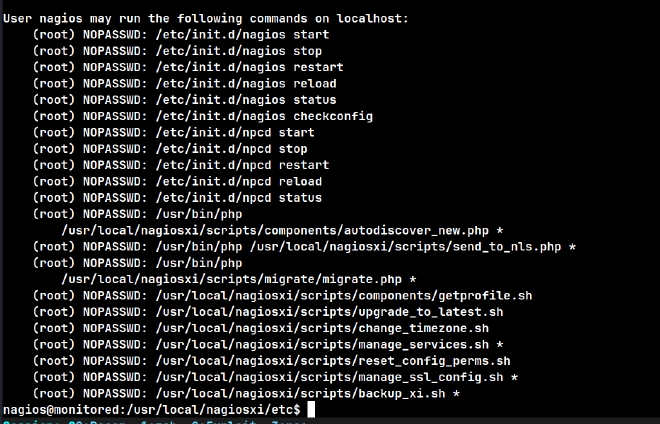 User nagios may run the following commands on localhost:
    (root) NOPASSWD: /etc/init.d/nagios start
    (root) NOPASSWD: /etc/init.d/nagios stop
    (root) NOPASSWD: /etc/init.d/nagios restart
    (root) NOPASSWD: /etc/init.d/nagios reload
    (root) NOPASSWD: /etc/init.d/nagios status
    (root) NOPASSWD: /etc/init.d/nagios checkconfig
    (root) NOPASSWD: /etc/init.d/npcd start
    (root) NOPASSWD: /etc/init.d/npcd stop
    (root) NOPASSWD: /etc/init.d/npcd restart
    (root) NOPASSWD: /etc/init.d/npcd reload
    (root) NOPASSWD: /etc/init.d/npcd status
    (root) NOPASSWD: /usr/bin/php
        /usr/local/nagiosxi/scripts/components/autodiscover_new.php *
    (root) NOPASSWD: /usr/bin/php /usr/local/nagiosxi/scripts/send_to_nls.php *
    (root) NOPASSWD: /usr/bin/php
        /usr/local/nagiosxi/scripts/migrate/migrate.php *
    (root) NOPASSWD: /usr/local/nagiosxi/scripts/components/getprofile.sh
    (root) NOPASSWD: /usr/local/nagiosxi/scripts/upgrade_to_latest.sh
    (root) NOPASSWD: /usr/local/nagiosxi/scripts/change_timezone.sh
    (root) NOPASSWD: /usr/local/nagiosxi/scripts/manage_services.sh *
    (root) NOPASSWD: /usr/local/nagiosxi/scripts/reset_config_perms.sh
    (root) NOPASSWD: /usr/local/nagiosxi/scripts/manage_ssl_config.sh *
    (root) NOPASSWD: /usr/local/nagiosxi/scripts/backup_xi.sh *
nagios@monitored:/usr/local/nagiosxi/etc$